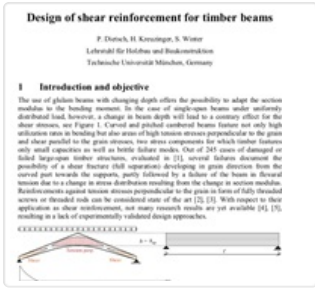 Design of shear reinforcement for timber beams
P. Dietsch, H. Kreuzinger, S. Winter
Lehrstuhl für Holzbau und Baukonstruktion
Technische Universität München, Germany
1 Introduction and objective
The use of glulam beams with changing depth offers the possibility to adapt the section
modulus to the bending moment. In the case of single-span beams under uniformly
distributed load, however, a change in beam depth will lead to a contrary effect for the
shear stresses, see Figure 1. Curved and pitched cambered beams feature not only high
utilization rates in bending but also areas of high tension stresses perpendicular to the grain
and shear parallel to the grain stresses, two stress components for which timber features
only small capacities as well as brittle failure modes. Out of 245 cases of damaged or
failed large-span timber structures, evaluated in [1], several failures document the
possibility of a shear fracture (full separation) developing in grain direction from the
curved part towards the supports, partly followed by a failure of the beam in flexural
tension due to a change in stress distribution resulting from the change in section modulus.
Reinforcements against tension stresses perpendicular to the grain in form of fully threaded
screws or threaded rods can be considered state of the art [2], [3]. With respect to their
application as shear reinforcement, not many research results are yet available [4], [5],
resulting in a lack of experimentally validated design approaches.